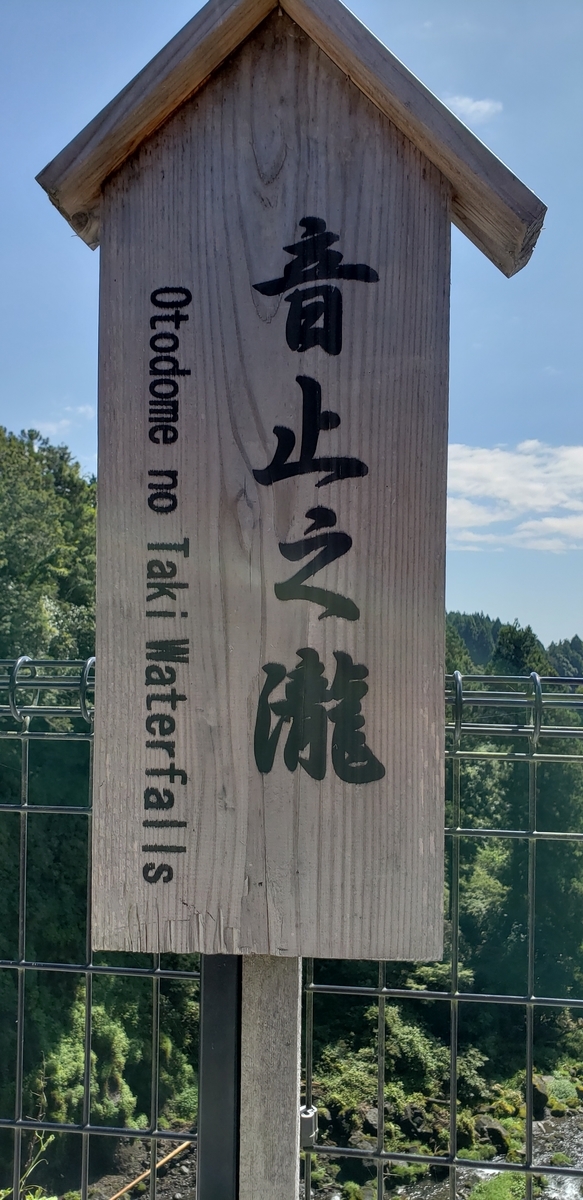 音止之瀧
Otodome no Taki Waterfalls